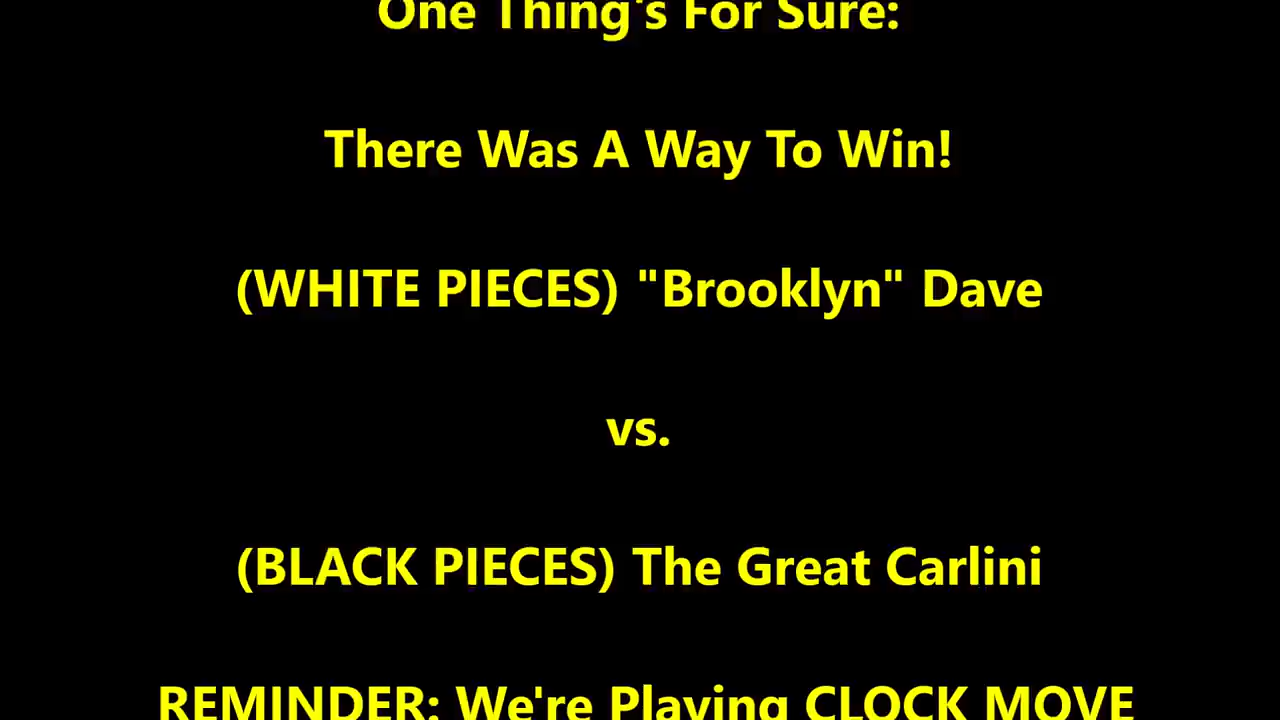 One Thing's For Sure:
There Was A Way To Win!
(WHITE PIECES) "Brooklyn" Dave
vs.
(BLACK PIECES) The Great Carlini
REMINDER: We're Playing CLOCK MOVE